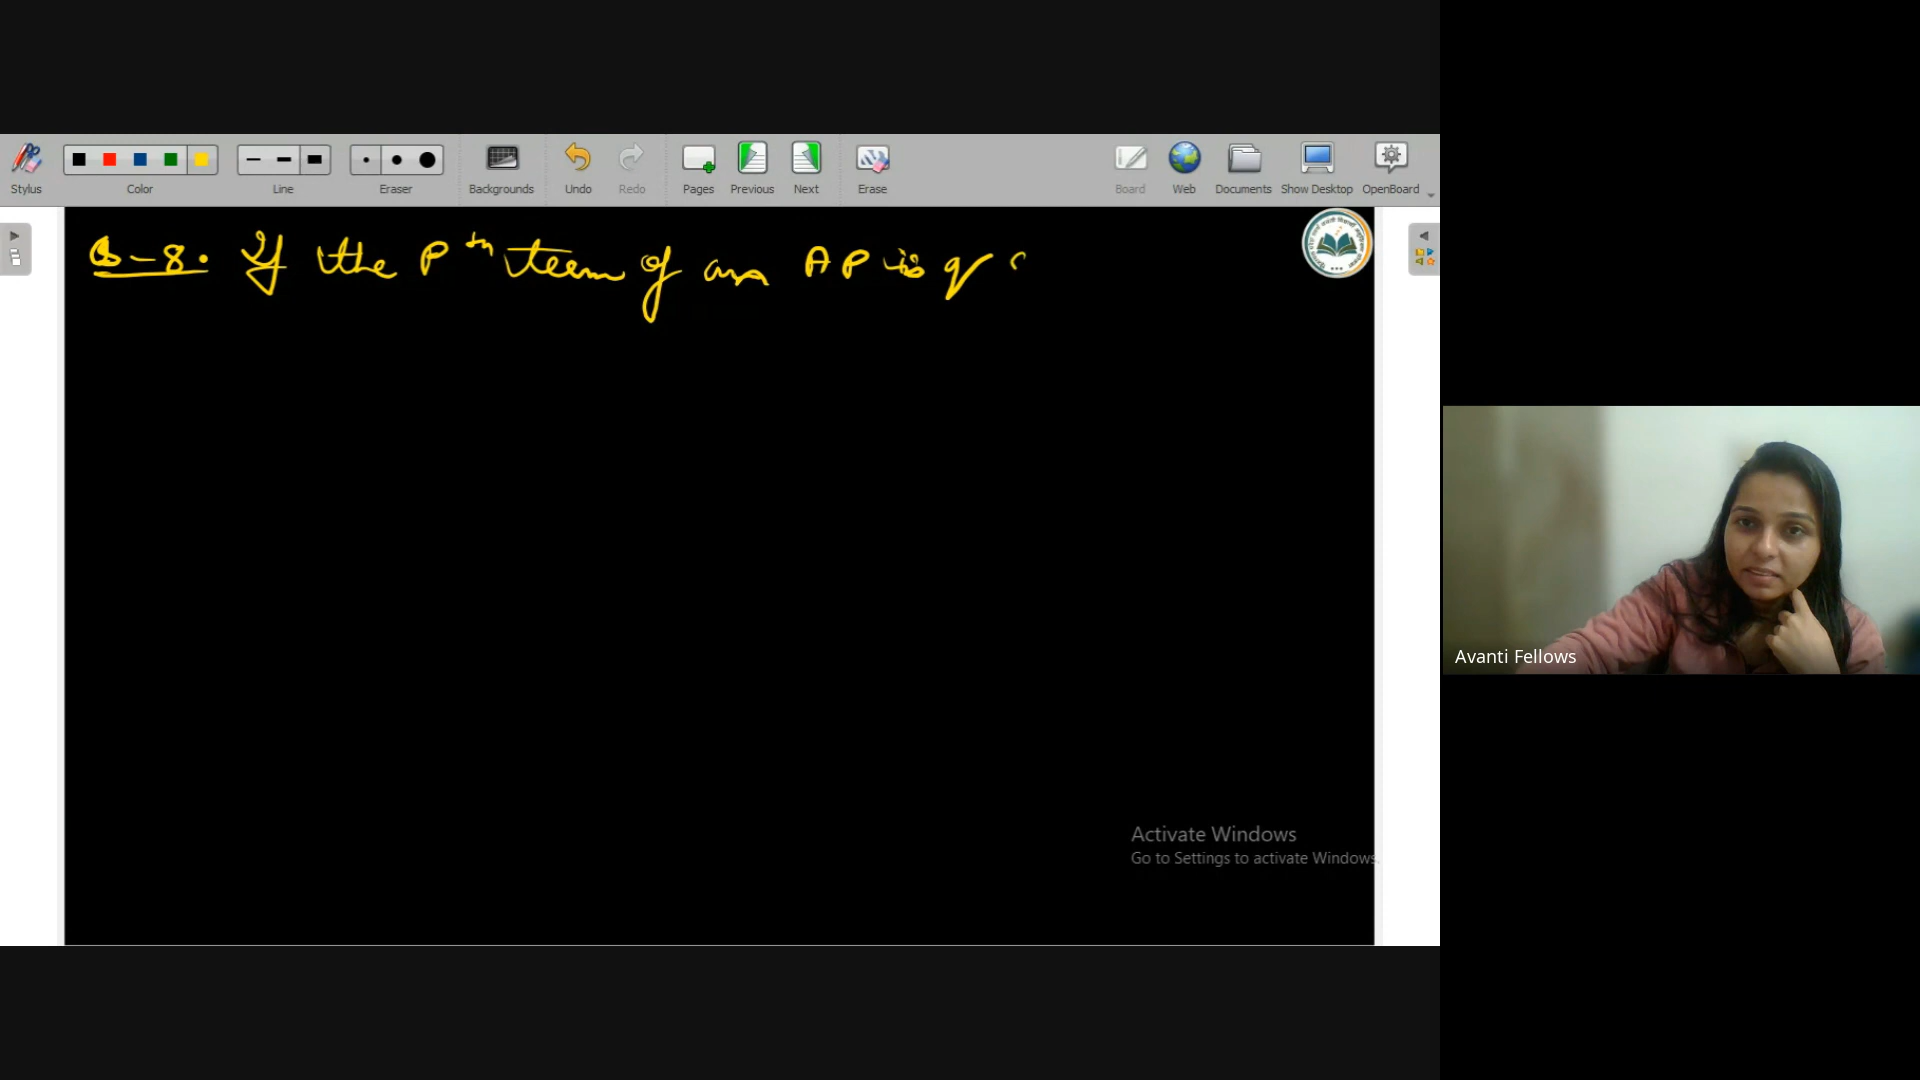 Stylus Color Line Eraser Backgrounds Undo Redo Pages Previous Next Erase Board Web Documents Show Desktop OpenBoard
Q-8. If the Pth term of an AP is q
Avanti Fellows
Activate Windows
Go to Settings to activate Windows.